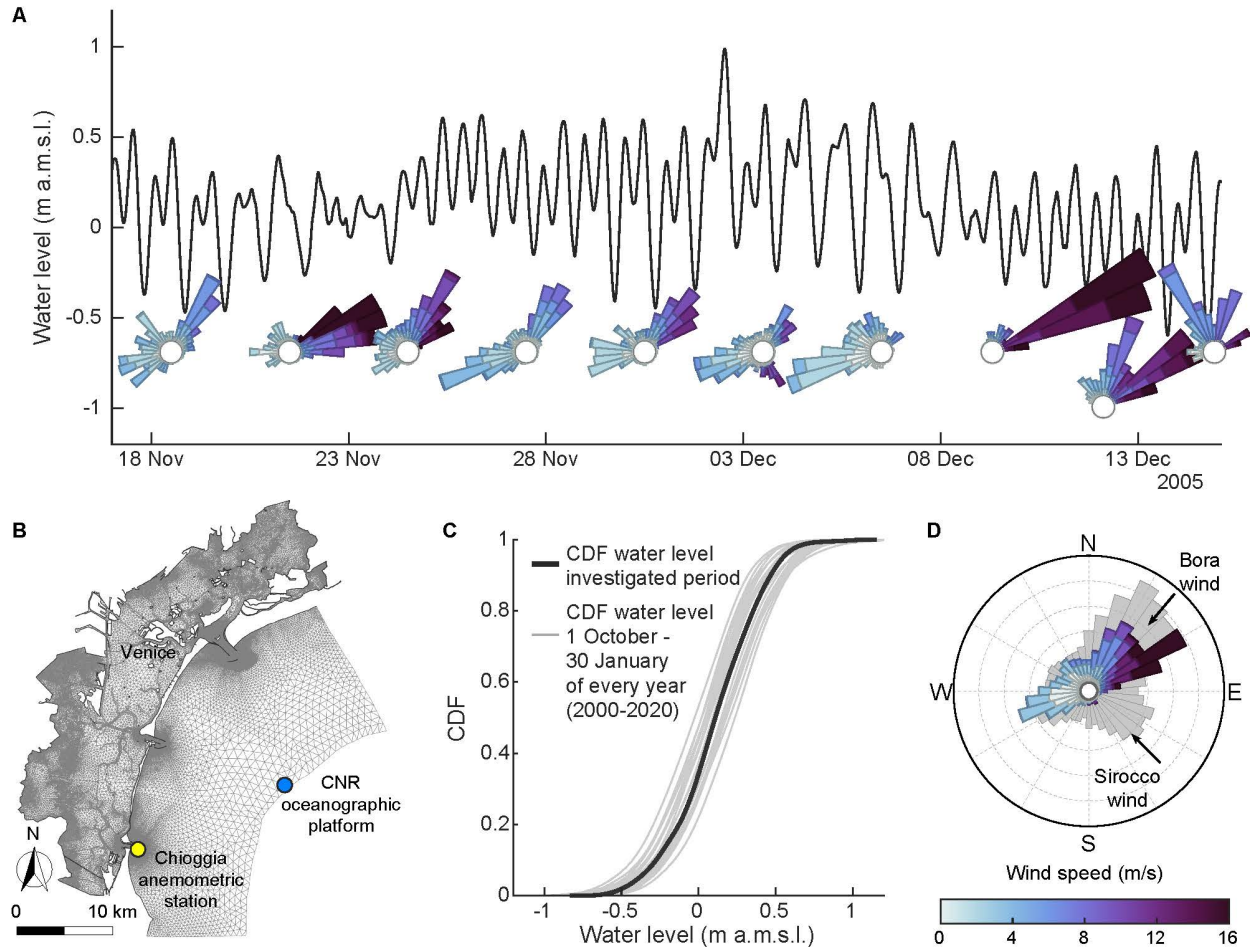 A
Water level (m a.m.s.l.)
1
0.5
0
-0.5
-1
18 Nov
23 Nov
28 Nov
03 Dec
08 Dec
13 Dec
2005
B
Venice
CNR
oceanographic
platform
N
Chioggia
anemometric
station
0
10 km
C
CDF
1
0.8
0.6
0.4
0.2
0
CDF water level
investigated period
CDF water level
1 October -
30 January
of every year
(2000-2020)
-1
-0.5
0
0.5
1
Water level (m a.m.s.l.)
D
N
Bora
wind
W
E
Sirocco
wind
S
Wind speed (m/s)
0
4
8
12
16